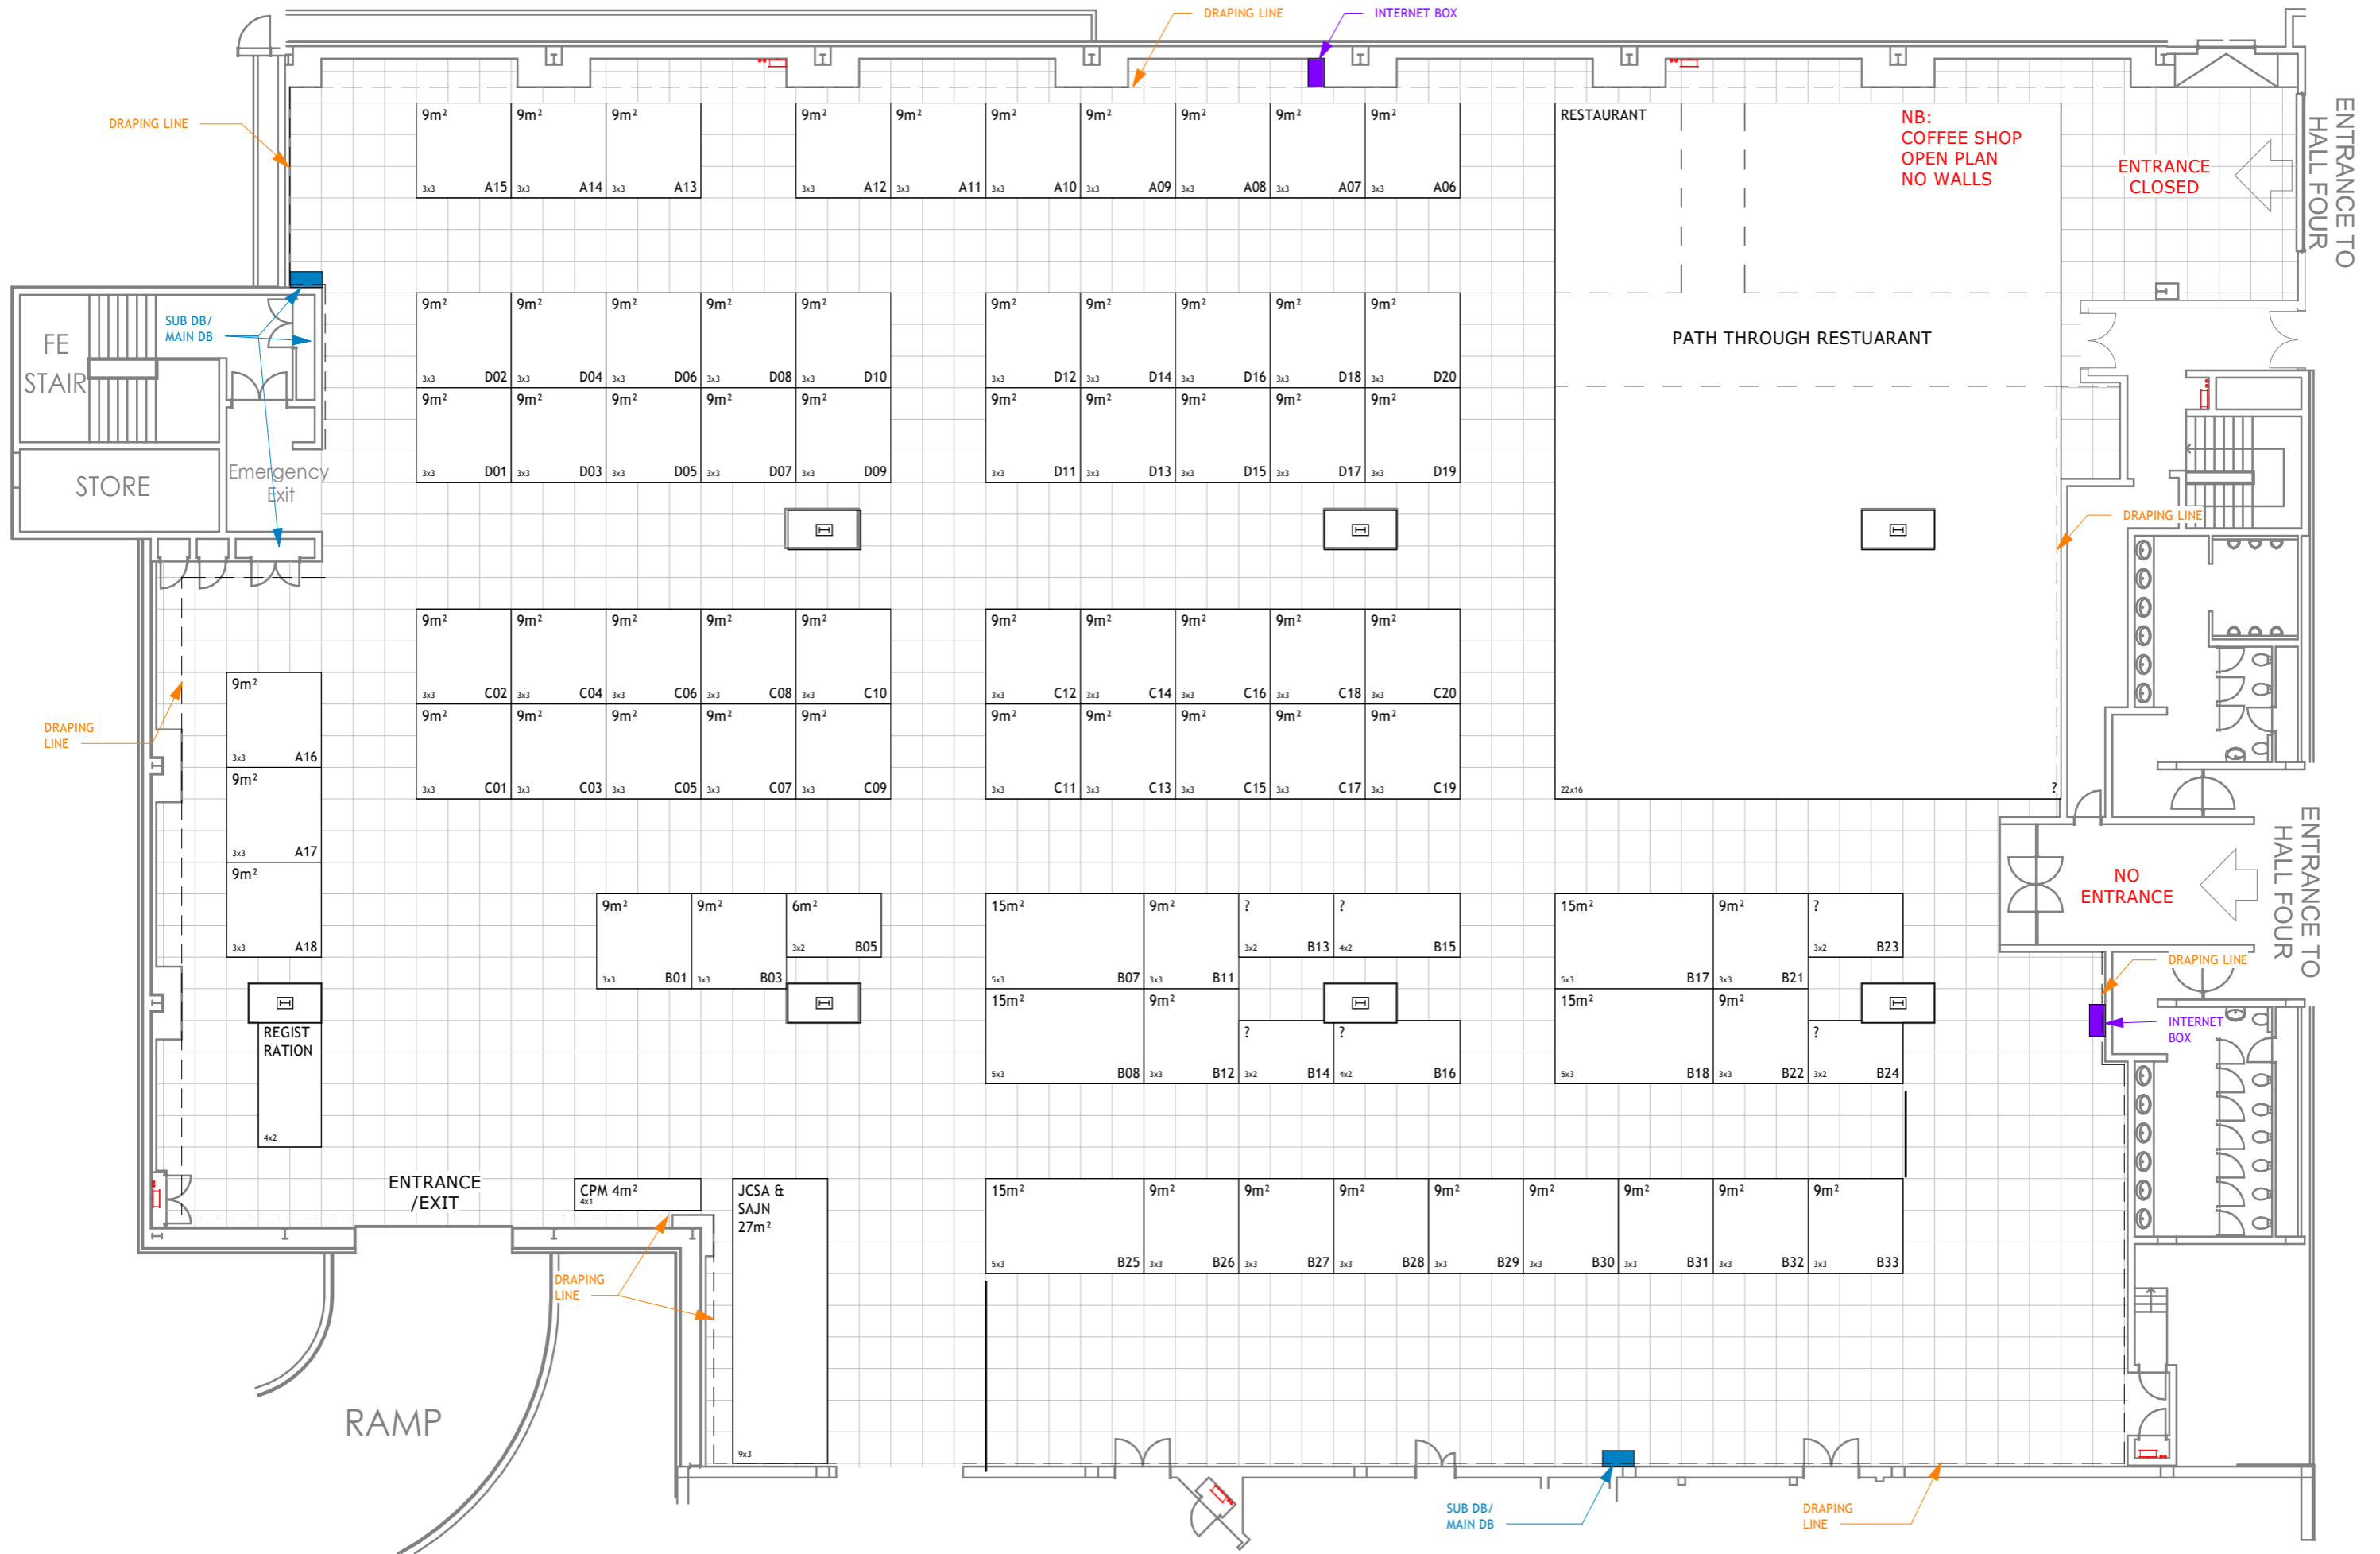 DRAPING LINE
INTERNET BOX
DRAPING LINE
9m² 9m² 9m² 9m² 9m² 9m² 9m² 9m² 9m² 9m²
3x3 A15 3x3 A14 3x3 A13 3x3 A12 3x3 A11 3x3 A10 3x3 A09 3x3 A08 3x3 A07 3x3 A06
RESTAURANT
NB:
COFFEE SHOP
OPEN PLAN
NO WALLS
ENTRANCE
CLOSED
ENTRANCE TO
HALL FOUR
FE
STAIR
SUB DB/
MAIN DB
STORE
Emergency
Exit
9m² 9m² 9m² 9m² 9m² 9m² 9m² 9m² 9m² 9m²
3x3 D02 3x3 D04 3x3 D06 3x3 D08 3x3 D10 3x3 D12 3x3 D14 3x3 D16 3x3 D18 3x3 D20
9m² 9m² 9m² 9m² 9m² 9m² 9m² 9m² 9m² 9m²
3x3 D01 3x3 D03 3x3 D05 3x3 D07 3x3 D09 3x3 D11 3x3 D13 3x3 D15 3x3 D17 3x3 D19
PATH THROUGH RESTUARANT
DRAPING LINE
9m² 9m² 9m² 9m² 9m² 9m² 9m² 9m² 9m² 9m²
3x3 C02 3x3 C04 3x3 C06 3x3 C08 3x3 C10 3x3 C12 3x3 C14 3x3 C16 3x3 C18 3x3 C20
9m² 9m² 9m² 9m² 9m² 9m² 9m² 9m² 9m² 9m²
3x3 C01 3x3 C03 3x3 C05 3x3 C07 3x3 C09 3x3 C11 3x3 C13 3x3 C15 3x3 C17 3x3 C19
22x16 ?
DRAPING
LINE
9m²
3x3 A16
9m²
3x3 A17
9m²
3x3 A18
9m² 9m² 6m²
3x2 B05
3x3 B01 3x3 B03
15m² 9m² ? ?
3x2 B13 4x2 B15
5x3 B07 3x3 B11
15m² 9m² ? ?
5x3 B08 3x3 B12 3x2 B14 4x2 B16
15m² 9m² ?
3x2 B23
5x3 B17 3x3 B21
15m² 9m² ?
5x3 B18 3x3 B22 3x2 B24
NO
ENTRANCE
ENTRANCE TO
HALL FOUR
DRAPING LINE
INTERNET
BOX
REGIST
RATION
4x2
ENTRANCE
/EXIT
CPM 4m²
4x1
JCSA &
SAJN
27m²
9x3
15m² 9m² 9m² 9m² 9m² 9m² 9m² 9m² 9m²
5x3 B25 3x3 B26 3x3 B27 3x3 B28 3x3 B29 3x3 B30 3x3 B31 3x3 B32 3x3 B33
DRAPING
LINE
RAMP
SUB DB/
MAIN DB
DRAPING
LINE